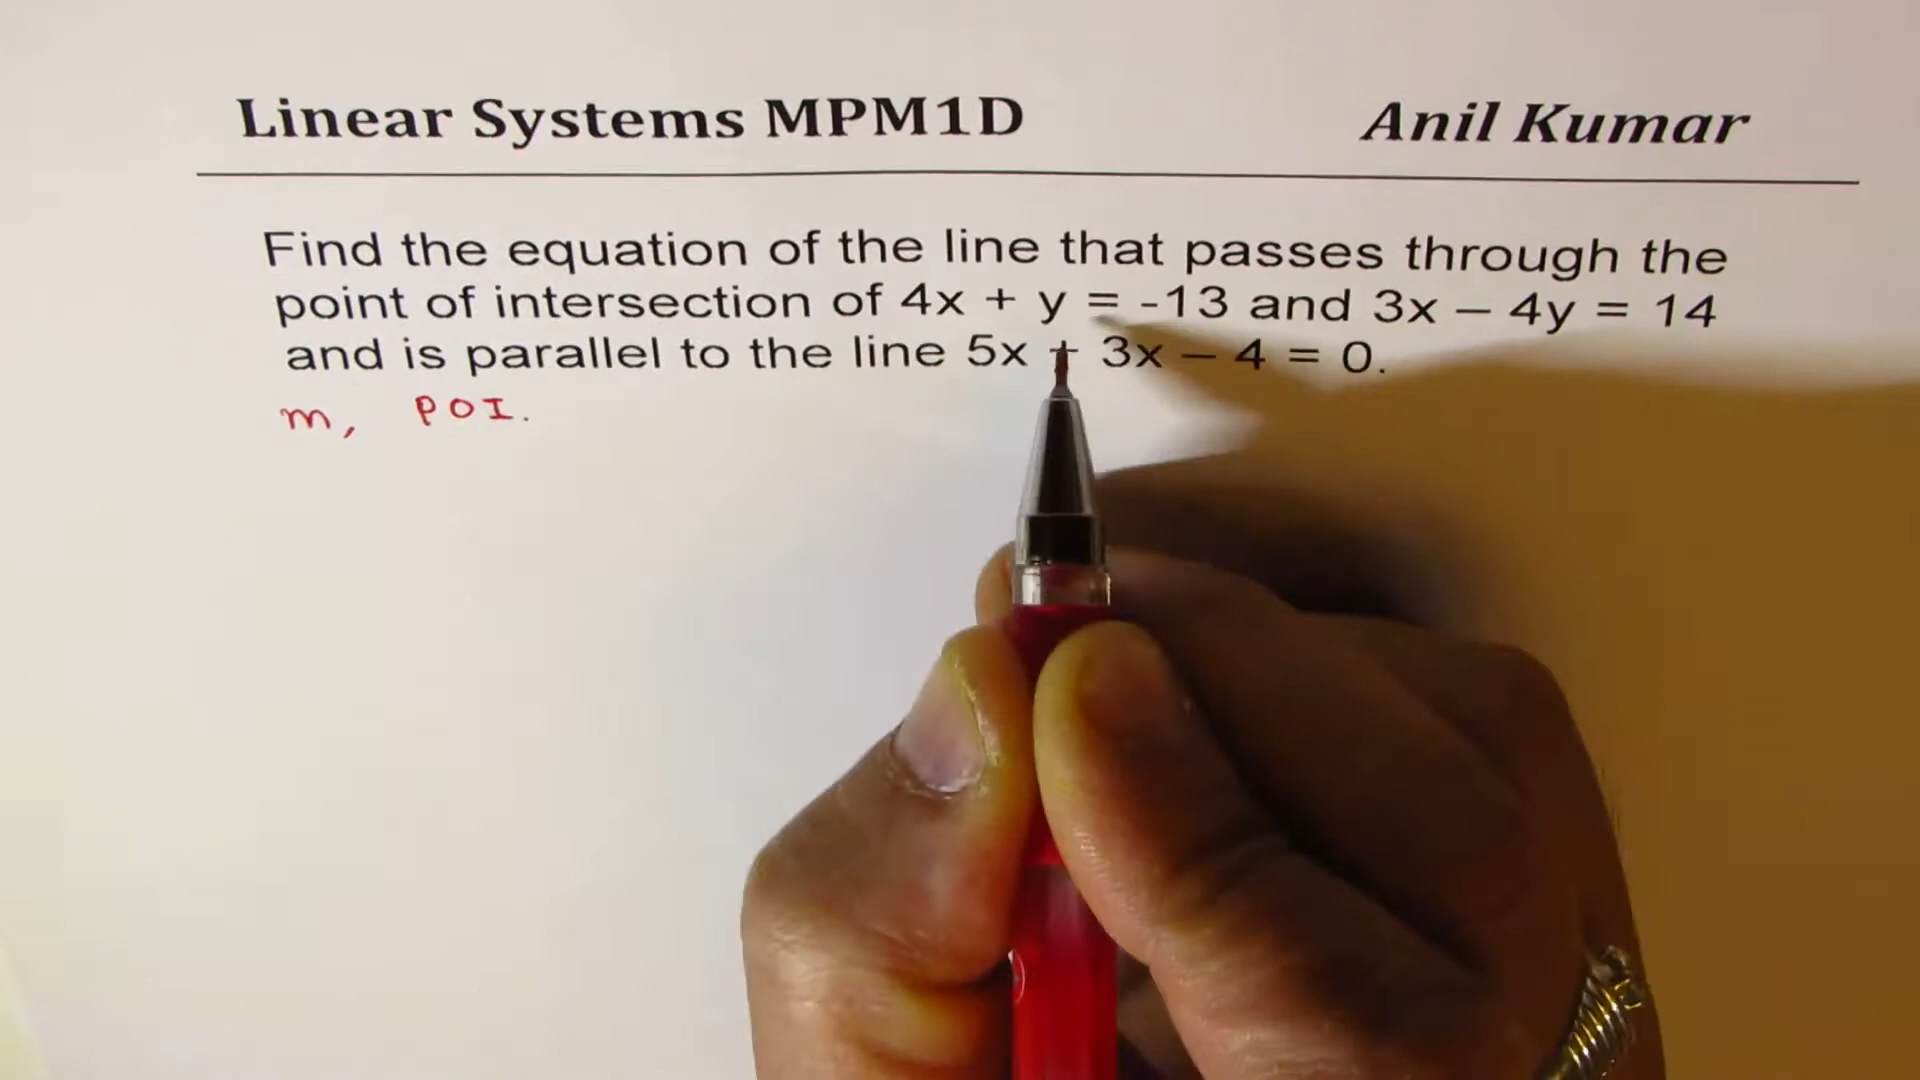 Linear Systems MPM1D Anil Kumar
Find the equation of the line that passes through the
point of intersection of 4x + y = -13 and 3x – 4y = 14
and is parallel to the line 5x + 3x – 4 = 0.
m, POI.